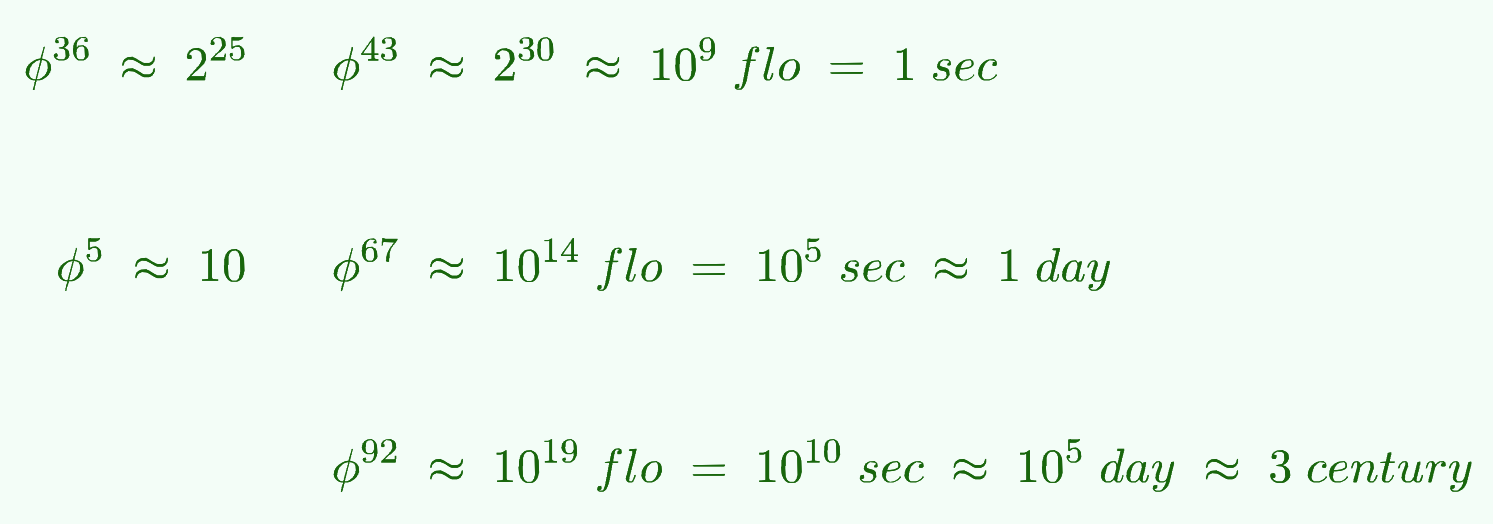 ϕ^36 ≈ 2^25 ϕ^43 ≈ 2^30 ≈ 10^9 flo = 1 sec
ϕ^5 ≈ 10 ϕ^67 ≈ 10^14 flo = 10^5 sec ≈ 1 day
ϕ^92 ≈ 10^19 flo = 10^10 sec ≈ 10^5 day ≈ 3 century